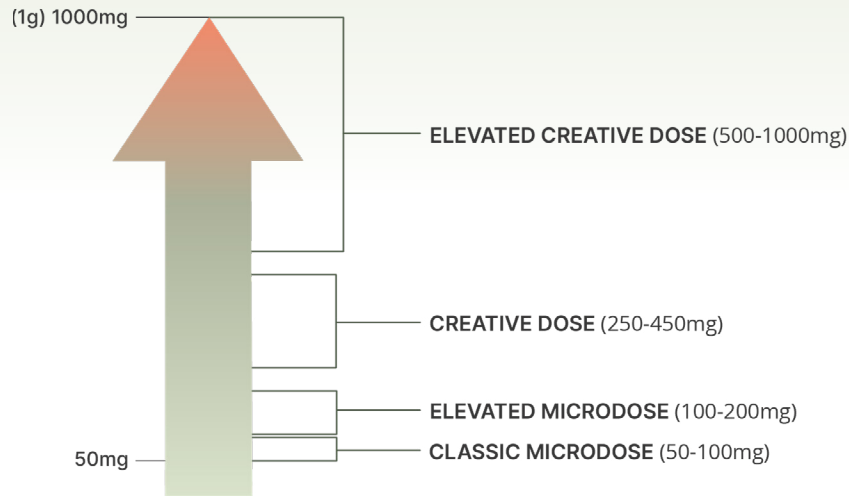 (1g) 1000mg
ELEVATED CREATIVE DOSE (500-1000mg)
CREATIVE DOSE (250-450mg)
ELEVATED MICRODOSE (100-200mg)
CLASSIC MICRODOSE (50-100mg)
50mg